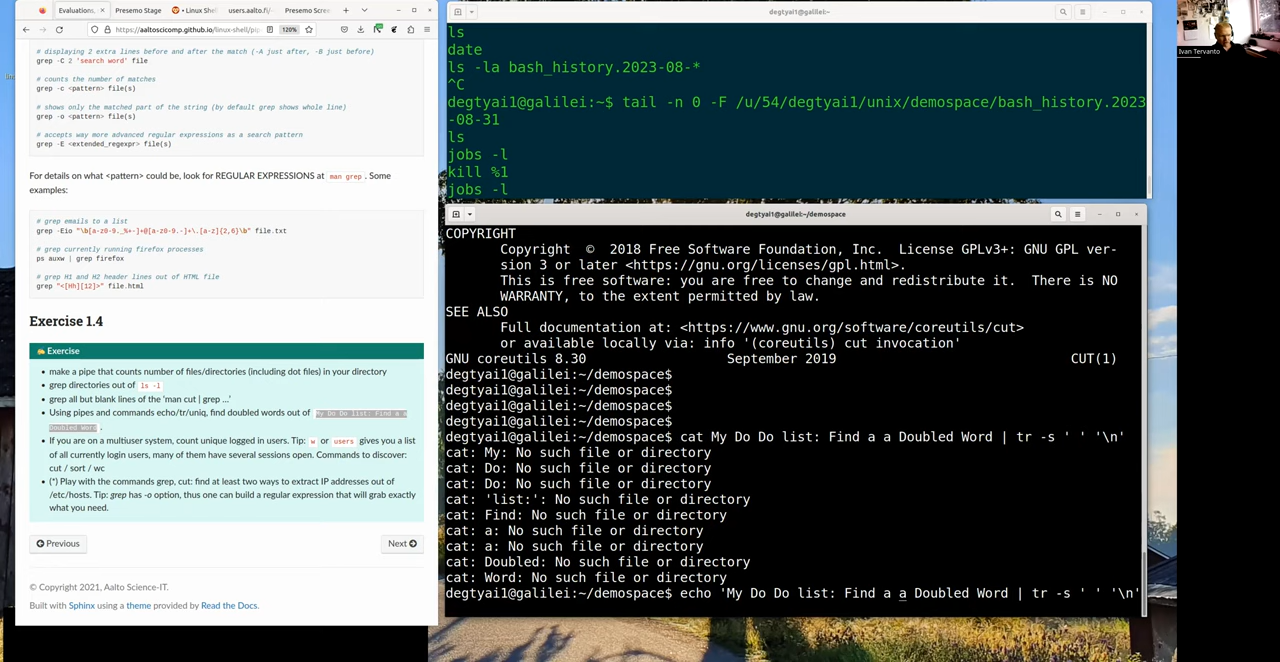 Evaluations,
Presemo Stage
Linux Shell
users.aalto.fi/
Presemo Scree
https://aaltoscicomp.github.io/linux-shell/pip
120%
# displaying 2 extra lines before and after the match (-A just after, -B just before)
grep -C 2 'search word' file
# counts the number of matches
grep -c <pattern> file(s)
# shows only the matched part of the string (by default grep shows whole line)
grep -o <pattern> file(s)
# accepts way more advanced regular expressions as a search pattern
grep -E <extended_regexpr> file(s)
For details on what <pattern> could be, look for REGULAR EXPRESSIONS at man grep . Some
examples:
# grep emails to a list
grep -Eio "\b[a-z0-9._%+-]+@[a-z0-9.-]+\.[a-z]{2,6}\b" file.txt
# grep currently running firefox processes
ps auxw | grep firefox
# grep H1 and H2 header lines out of HTML file
grep "<[Hh][12]>" file.html
Exercise 1.4
Exercise
• make a pipe that counts number of files/directories (including dot files) in your directory
• grep directories out of ls -l
• grep all but blank lines of the 'man cut | grep ...'
• Using pipes and commands echo/tr/uniq, find doubled words out of My Do Do list: Find a a
Doubled Word .
• If you are on a multiuser system, count unique logged in users. Tip: w or users gives you a list
of all currently login users, many of them have several sessions open. Commands to discover:
cut / sort / wc
• (*) Play with the commands grep, cut: find at least two ways to extract IP addresses out of
/etc/hosts. Tip: grep has -o option, thus one can build a regular expression that will grab exactly
what you need.
Previous
Next
© Copyright 2021, Aalto Science-IT.
Built with Sphinx using a theme provided by Read the Docs.
degtyai1@galilei:~
ls
date
ls -la bash_history.2023-08-*
^C
degtyai1@galilei:~$ tail -n 0 -F /u/54/degtyai1/unix/demospace/bash_history.2023
-08-31
ls
jobs -l
kill %1
jobs -l
degtyai1@galilei:~/demospace
COPYRIGHT
Copyright © 2018 Free Software Foundation, Inc. License GPLv3+: GNU GPL ver-
sion 3 or later <https://gnu.org/licenses/gpl.html>.
This is free software: you are free to change and redistribute it. There is NO
WARRANTY, to the extent permitted by law.
SEE ALSO
Full documentation at: <https://www.gnu.org/software/coreutils/cut>
or available locally via: info '(coreutils) cut invocation'
GNU coreutils 8.30 September 2019 CUT(1)
degtyai1@galilei:~/demospace$
degtyai1@galilei:~/demospace$
degtyai1@galilei:~/demospace$
degtyai1@galilei:~/demospace$
degtyai1@galilei:~/demospace$ cat My Do Do list: Find a a Doubled Word | tr -s ' ' '\n'
cat: My: No such file or directory
cat: Do: No such file or directory
cat: Do: No such file or directory
cat: 'list:': No such file or directory
cat: Find: No such file or directory
cat: a: No such file or directory
cat: a: No such file or directory
cat: Doubled: No such file or directory
cat: Word: No such file or directory
degtyai1@galilei:~/demospace$ echo 'My Do Do list: Find a a Doubled Word | tr -s ' ' '\n'
Ivan Tervanto